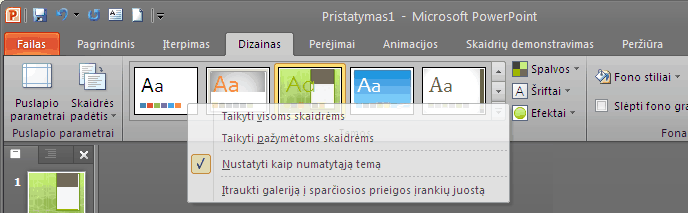 Pristatymas1 - Microsoft PowerPoint
Failas Pagrindinis Įterpimas Dizainas Perėjimai Animacijos Skaidrių demonstravimas Peržiūra
Aa Aa Aa Aa Aa
Puslapio parametrai
Skaidrės padėtis
Spalvos
Šriftai
Efektai
Fono stiliai
Slėpti fono gra
Puslapio parametrai
Fona
Taikyti visoms skaidrėms
Taikyti pažymėtoms skaidrėms
Nustatyti kaip numatytąją temą
Įtraukti galeriją į sparčiosios prieigos įrankių juostą
1